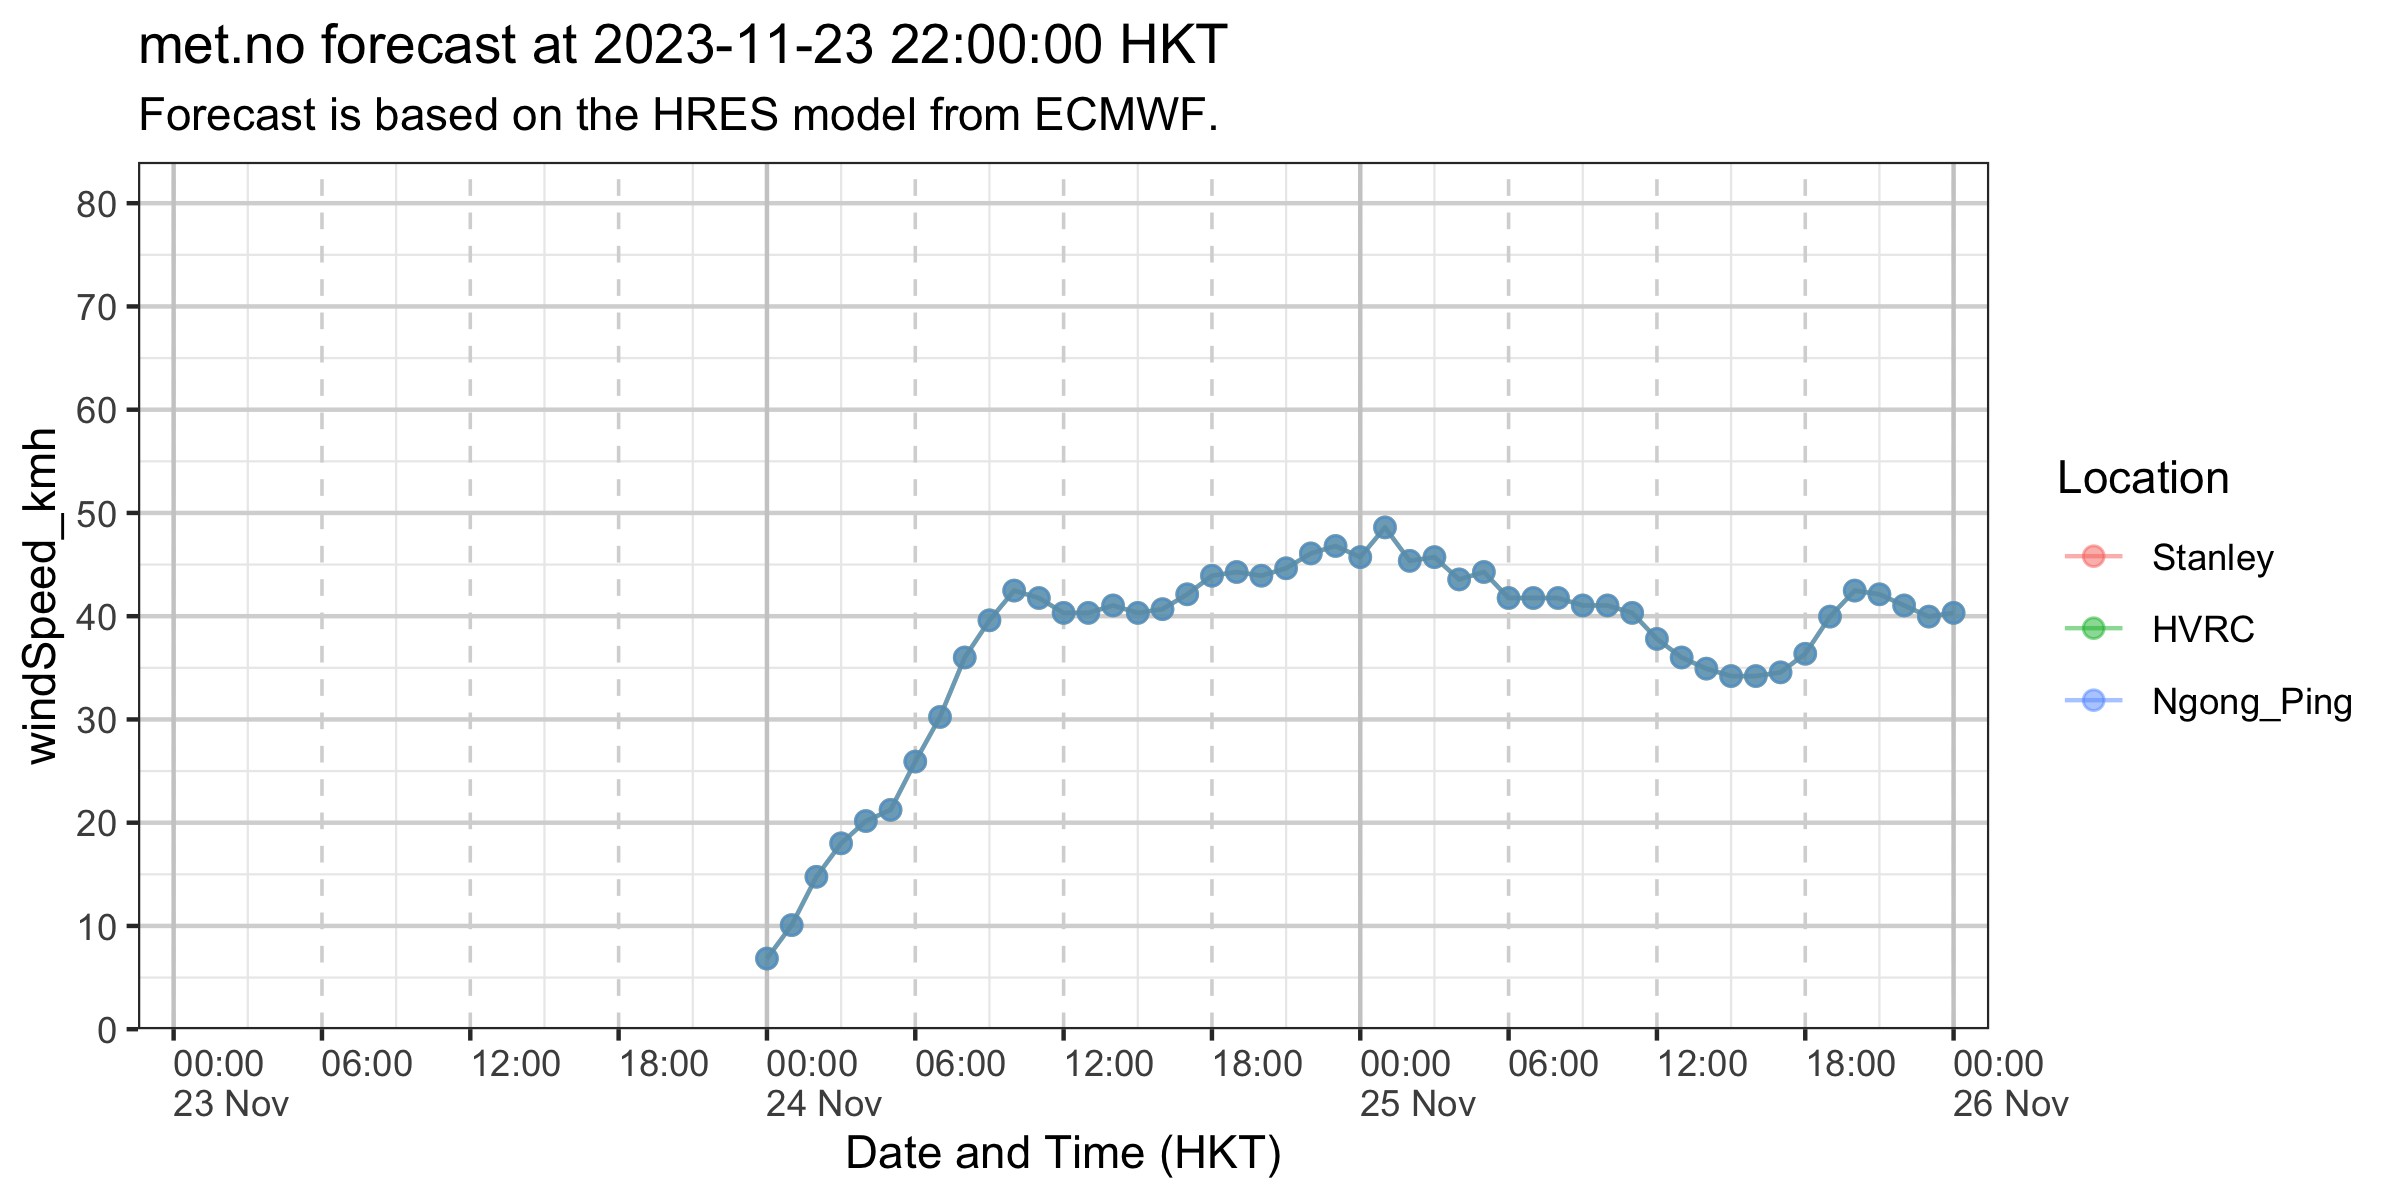 met.no forecast at 2023-11-23 22:00:00 HKT
Forecast is based on the HRES model from ECMWF.
windSpeed_kmh
80
70
60
50
40
30
20
10
0
00:00 06:00 12:00 18:00 00:00 06:00 12:00 18:00 00:00 06:00 12:00 18:00 00:00
23 Nov 24 Nov 25 Nov 26 Nov
Date and Time (HKT)
Location
Stanley
HVRC
Ngong_Ping